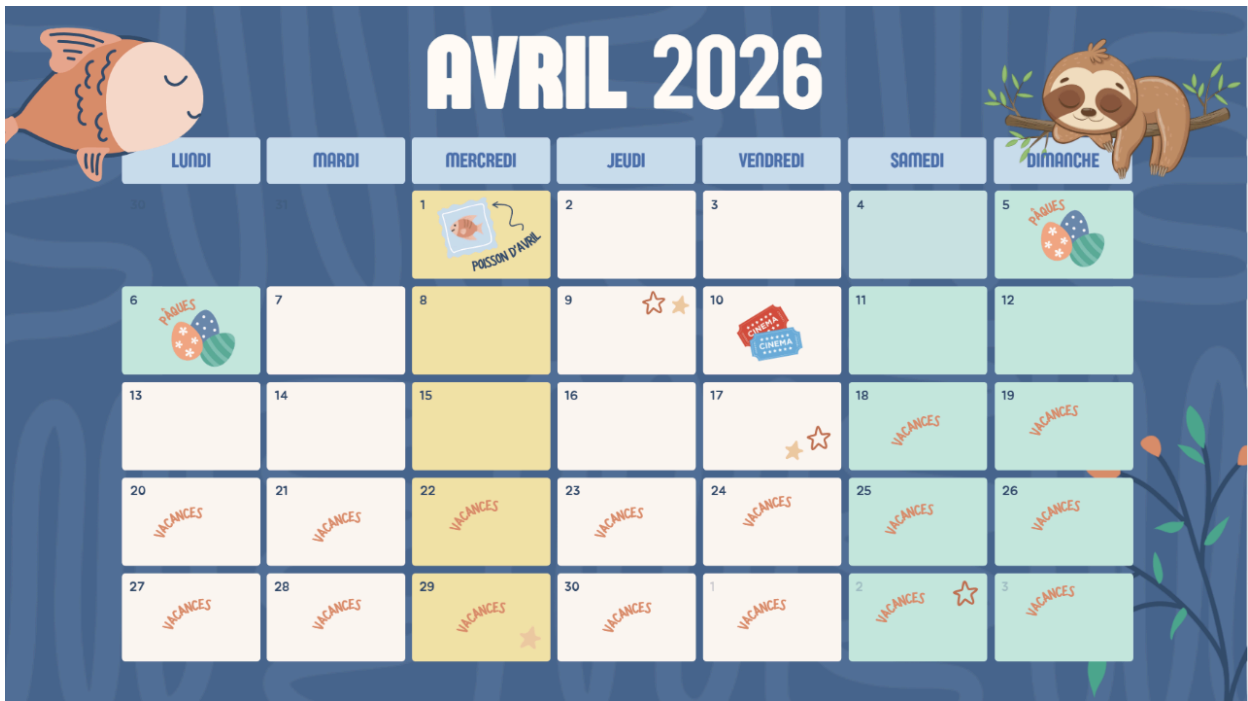 AVRIL 2026
LUNDI MARDI MERCREDI JEUDI VENDREDI SAMEDI DIMANCHE
30 31 1 2 3 4 5
POISSON D'AVRIL
PÂQUES
6 7 8 9 10 11 12
PÂQUES
CINEMA
CINEMA
13 14 15 16 17 18 19
VACANCES VACANCES
20 21 22 23 24 25 26
VACANCES VACANCES VACANCES VACANCES VACANCES VACANCES VACANCES
27 28 29 30 1 2 3
VACANCES VACANCES VACANCES VACANCES VACANCES VACANCES VACANCES